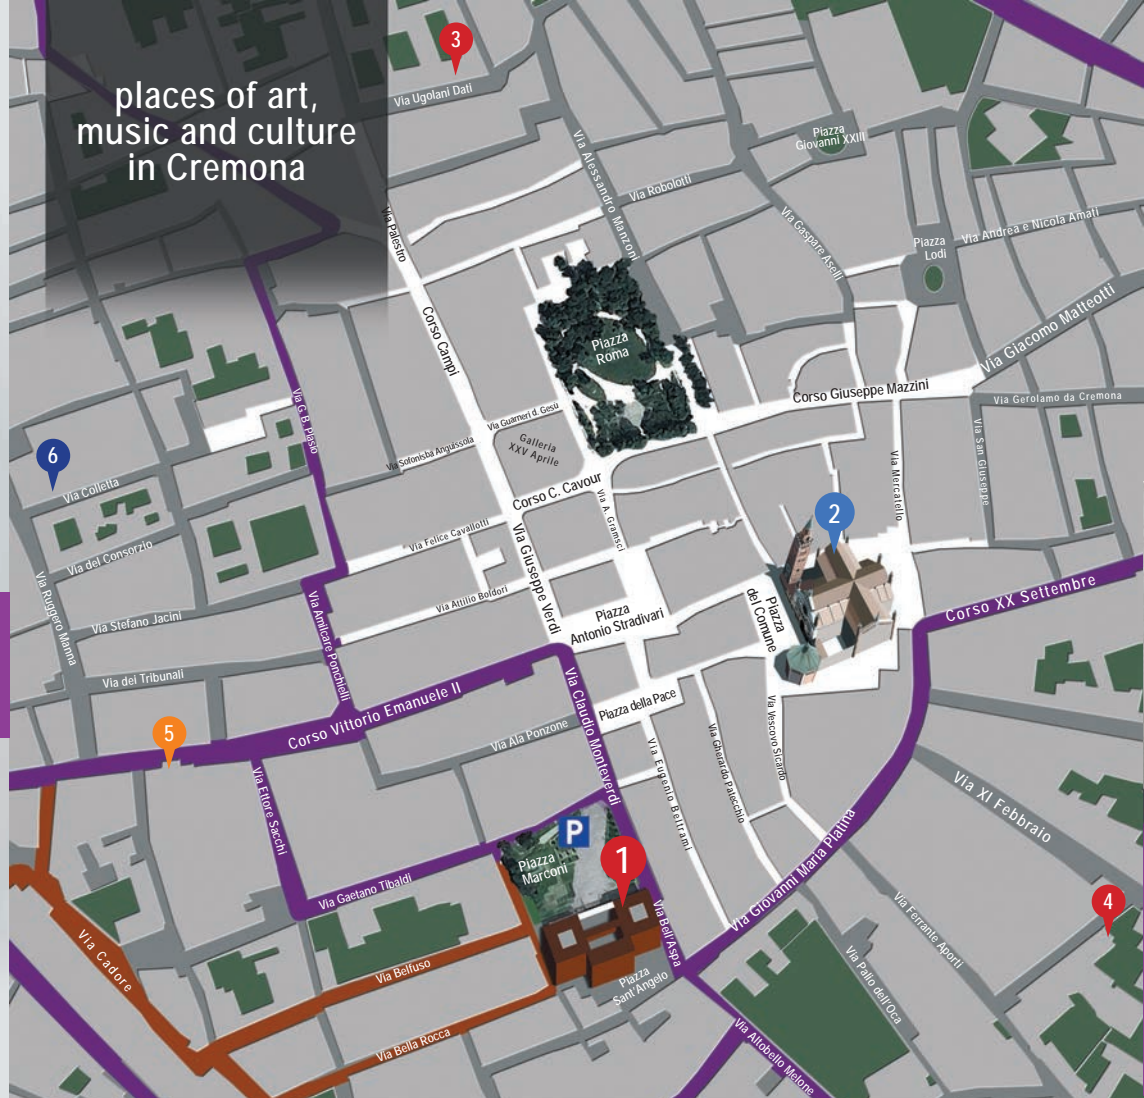 places of art,
music and culture
in Cremona
3
Via Ugolani Dati
Piazza
Giovanni XXIII
Via Alessandro Manzoni
Via Robolotti
Via Palestro
Via Gaspare Aselli
Via Andrea e Nicola Amati
Piazza
Lodi
Via Giacomo Matteotti
Corso Campi
Piazza
Roma
Corso Giuseppe Mazzini
Via Gerolamo da Cremona
Via G. B. Plasio
Via Guarneri d. Gesù
Galleria
XXV Aprile
Via Sofonisba Anguissola
Via San Giuseppe
Via Mercatello
6
Via Colletta
Corso C. Cavour
Via A. Gramsci
2
Via Felice Cavallotti
Via Giuseppe Verdi
Via del Consorzio
Via Ruggero Manna
Via Attilio Boldori
Via Amilcare Ponchielli
Piazza
Antonio Stradivari
Piazza
del Comune
Corso XX Settembre
Via Stefano Jacini
Via dei Tribunali
Corso Vittorio Emanuele II
Via Claudio Monteverdi
Piazza della Pace
5
Via Ala Ponzone
Via Vescovo Sicardo
Via Eugenio Beltrami
Via Gherardo Patecchio
Via Ettore Sacchi
Via XI Febbraio
Via Giovanni Maria Platina
P
Piazza
Marconi
1
Via Gaetano Tibaldi
Via Bell'Aspa
4
Via Ferrante Aporti
Via Cadore
Via Belfuso
Via Palio dell'Oca
Piazza
Sant'Angelo
Via Bella Rocca
Via Altobello Melone